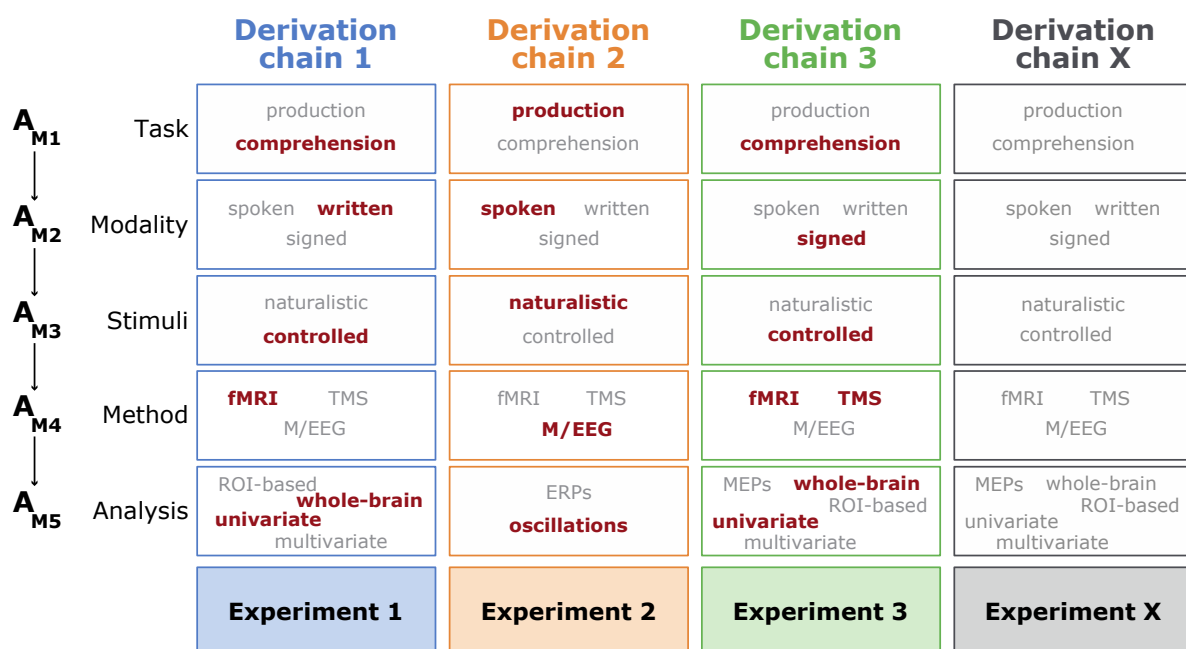 Derivation chain 1
Derivation chain 2
Derivation chain 3
Derivation chain X
AM1
Task
production
comprehension
production
comprehension
production
comprehension
production
comprehension
AM2
Modality
spoken written
signed
spoken written
signed
spoken written
signed
spoken written
signed
AM3
Stimuli
naturalistic
controlled
naturalistic
controlled
naturalistic
controlled
naturalistic
controlled
AM4
Method
fMRI TMS
M/EEG
fMRI TMS
M/EEG
fMRI TMS
M/EEG
fMRI TMS
M/EEG
AM5
Analysis
ROI-based
whole-brain
univariate
multivariate
ERPs
oscillations
MEPs whole-brain
ROI-based
univariate
multivariate
MEPs whole-brain
ROI-based
univariate
multivariate
Experiment 1
Experiment 2
Experiment 3
Experiment X